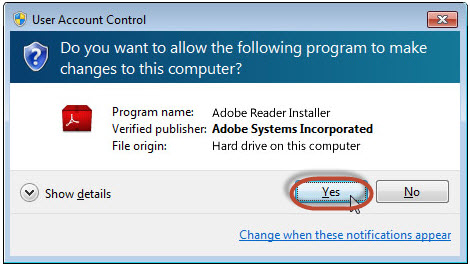 User Account Control
Do you want to allow the following program to make
changes to this computer?
Program name: Adobe Reader Installer
Verified publisher: Adobe Systems Incorporated
File origin: Hard drive on this computer
Show details
Yes
No
Change when these notifications appear